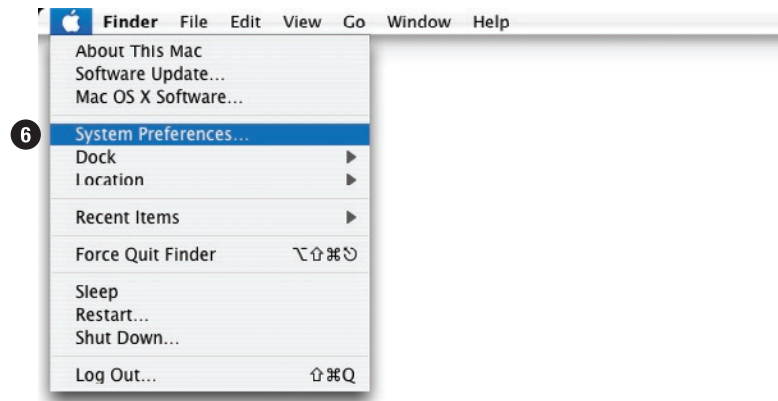 Finder File Edit View Go Window Help
About This Mac
Software Update...
Mac OS X Software...
6 System Preferences...
Dock
Location
Recent Items
Force Quit Finder ⌥⇧⌘⎋
Sleep
Restart...
Shut Down...
Log Out... ⇧⌘Q